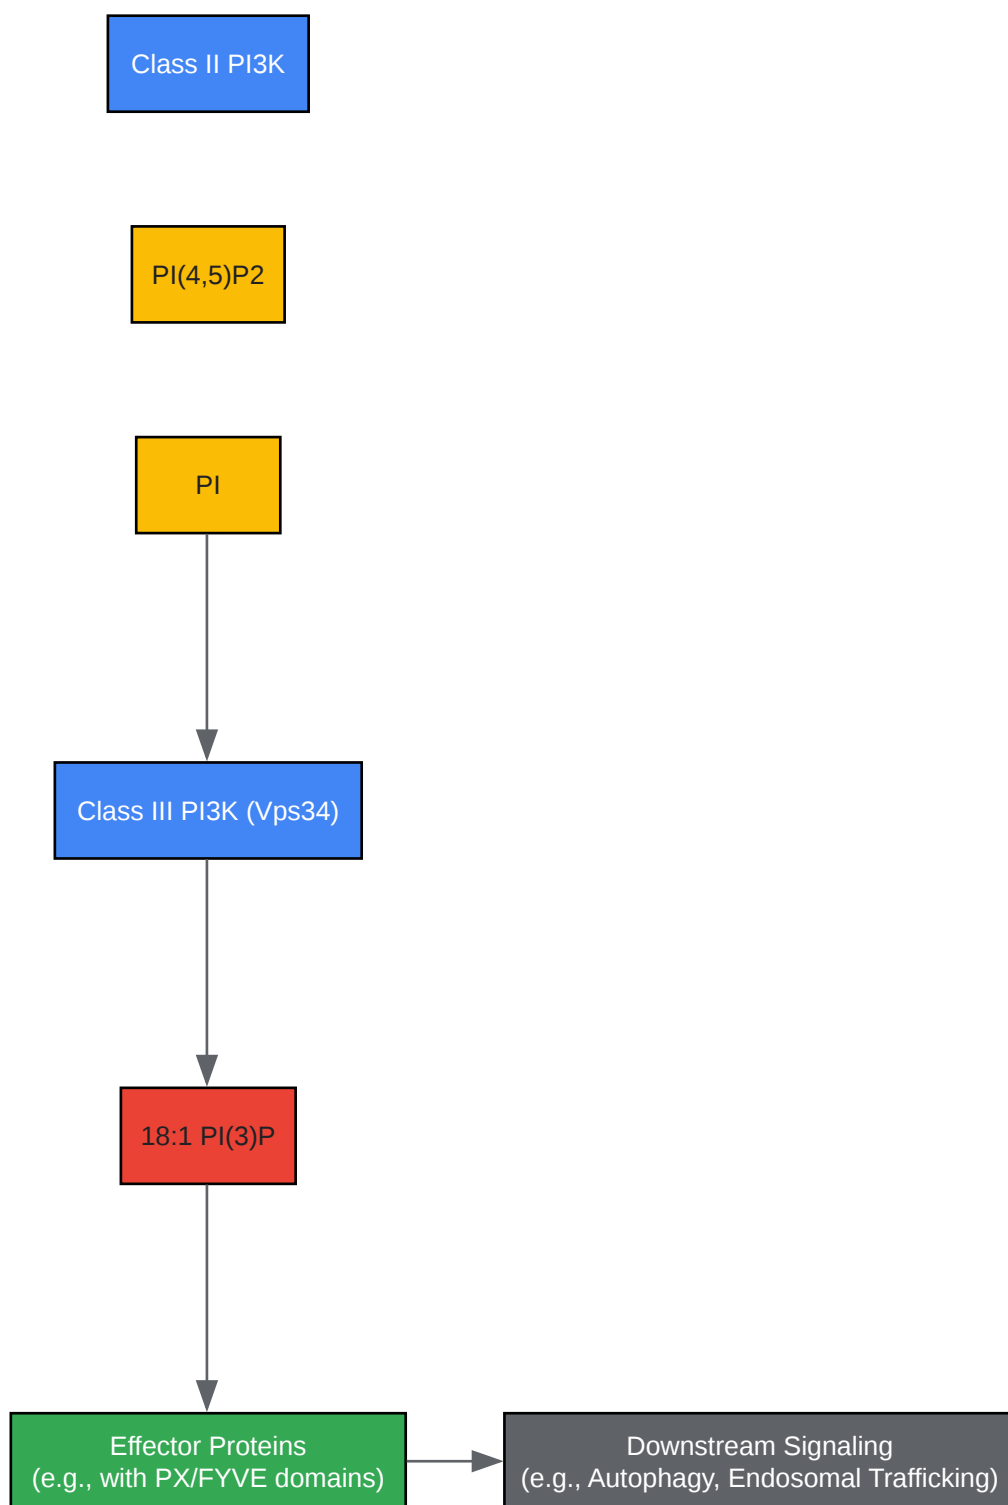 Class II PI3K
PI(4,5)P2
PI
Class III PI3K (Vps34)
18:1 PI(3)P
Effector Proteins
(e.g., with PX/FYVE domains)
Downstream Signaling
(e.g., Autophagy, Endosomal Trafficking)